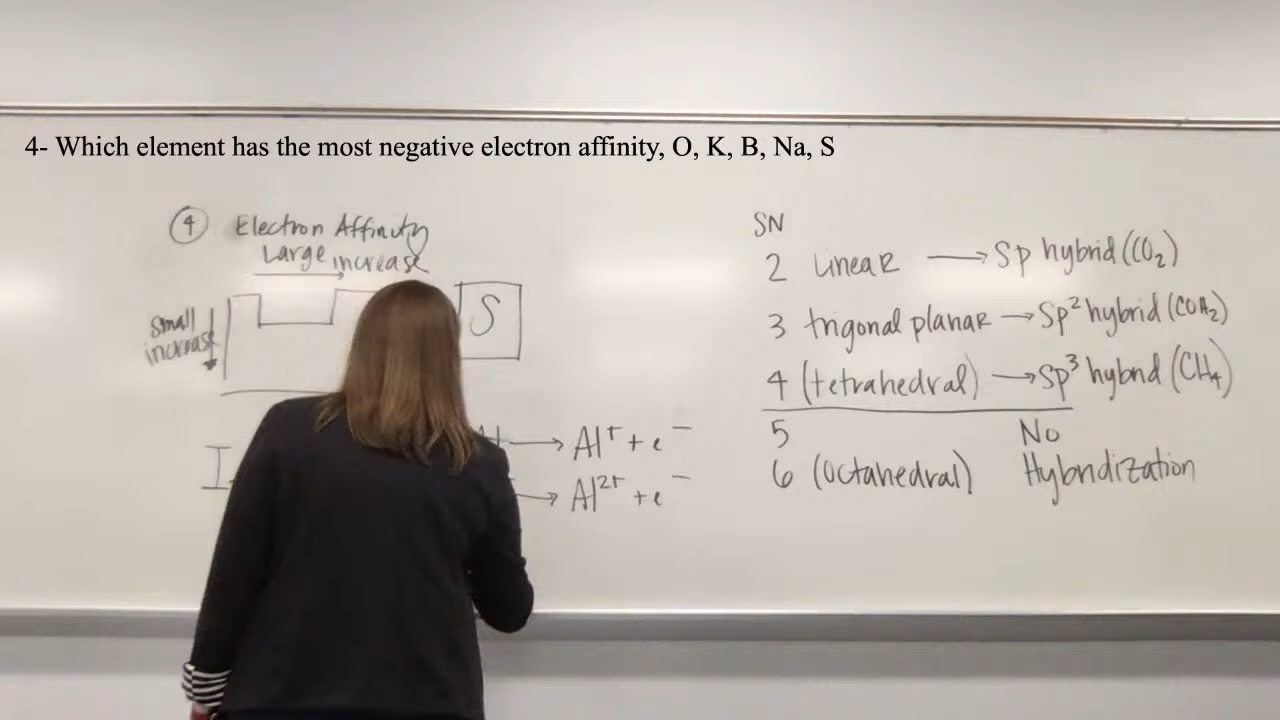 4- Which element has the most negative electron affinity, O, K, B, Na, S
④ Electron Affinity
Large increase
small
increase
S
I
Al → Al⁺ + e⁻
→ Al²⁺ + e⁻
SN
2 linear → Sp hybrid (CO₂)
3 trigonal planar → Sp² hybrid (COH₂)
4 (tetrahedral) → Sp³ hybrid (CH₄)
5 No
6 (octahedral) Hybridization